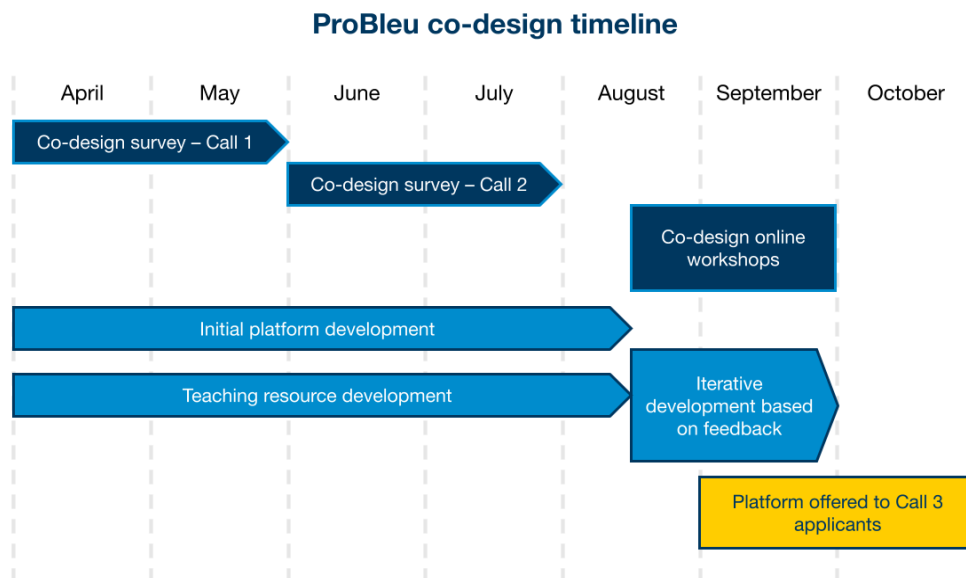 ProBleu co-design timeline
April May June July August September October
Co-design survey – Call 1
Co-design survey – Call 2
Co-design online
workshops
Initial platform development
Teaching resource development
Iterative
development based
on feedback
Platform offered to Call 3
applicants